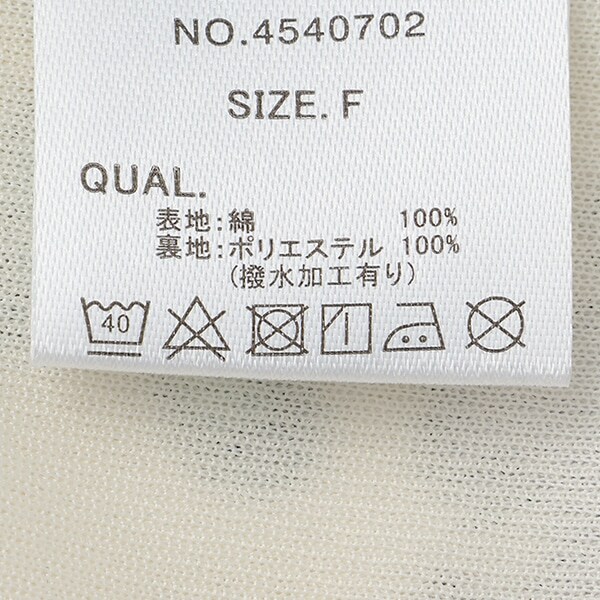 NO.4540702
SIZE. F
QUAL.
表地:綿 100%
裏地:ポリエステル 100%
(撥水加工有り)
40